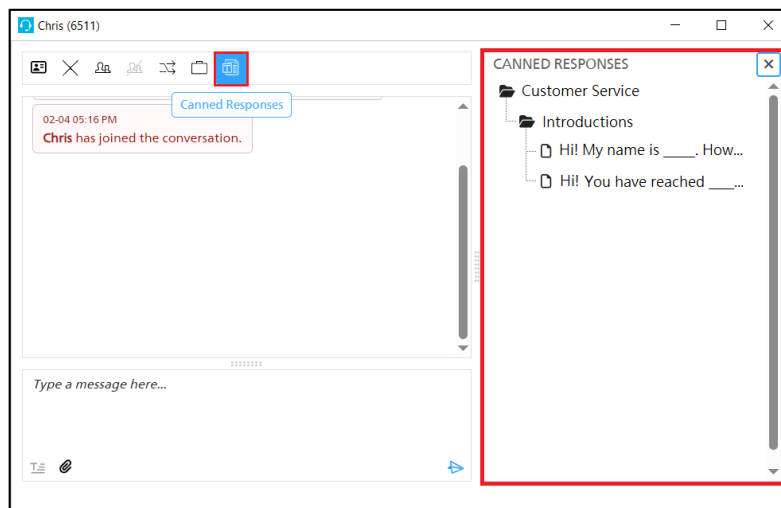 Chris (6511)
Canned Responses
02-04 05:16 PM
Chris has joined the conversation.
Type a message here...
CANNED RESPONSES
Customer Service
Introductions
Hi! My name is ____. How...
Hi! You have reached ____...